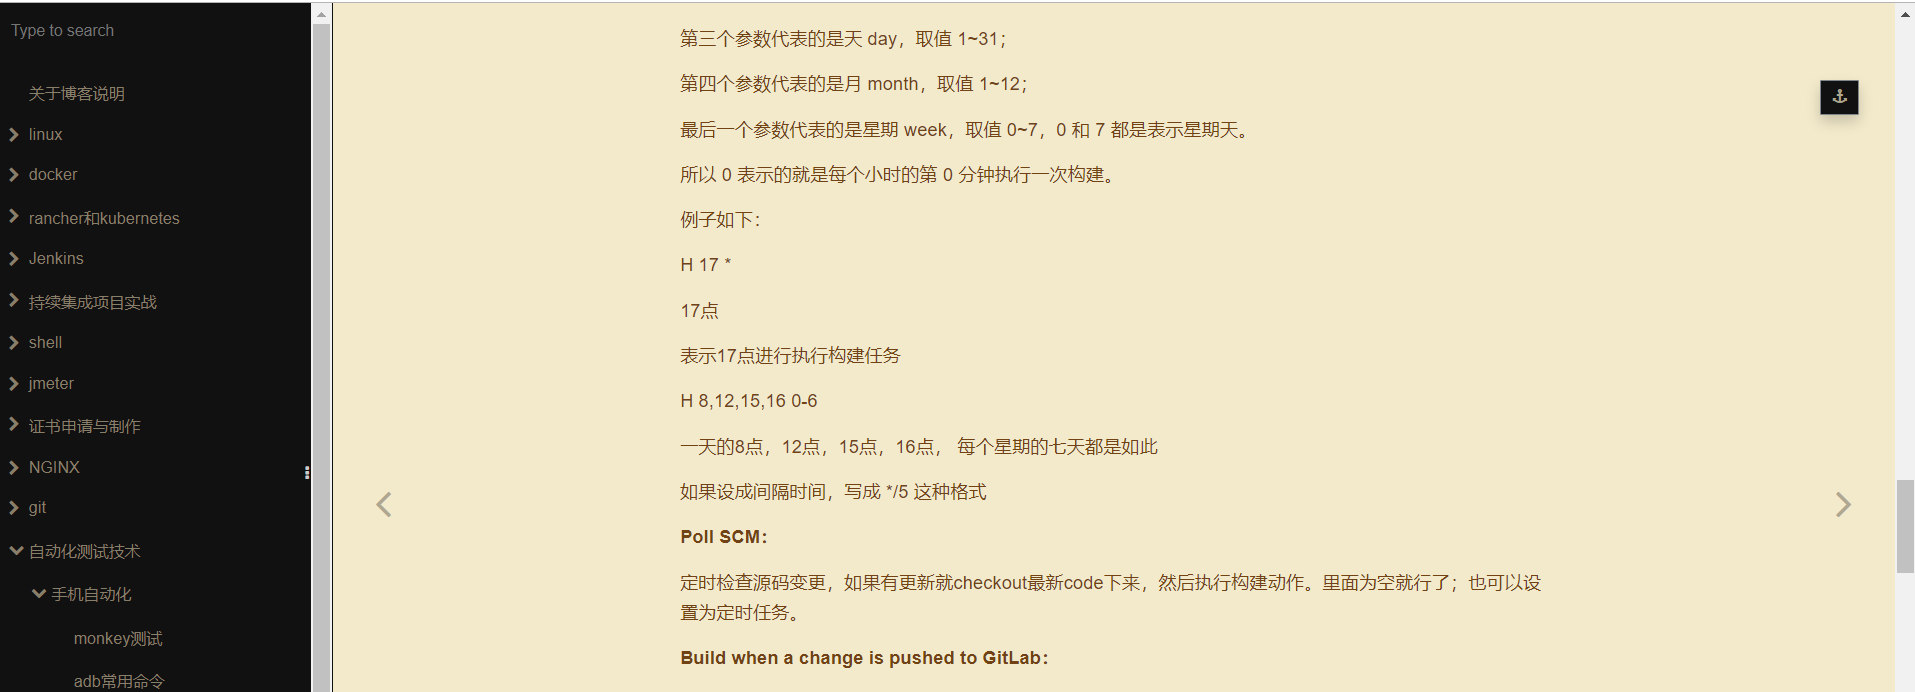 Type to search
关于博客说明
linux
docker
rancher和kubernetes
Jenkins
持续集成项目实战
shell
jmeter
证书申请与制作
NGINX
git
自动化测试技术
手机自动化
monkey测试
adb常用命令
第三个参数代表的是天 day，取值 1~31；
第四个参数代表的是月 month，取值 1~12；
最后一个参数代表的是星期 week，取值 0~7，0 和 7 都是表示星期天。
所以 0 表示的就是每个小时的第 0 分钟执行一次构建。
例子如下：
H 17 *
17点
表示17点进行执行构建任务
H 8,12,15,16 0-6
一天的8点，12点，15点，16点， 每个星期的七天都是如此
如果设成间隔时间，写成 */5 这种格式
Poll SCM：
定时检查源码变更，如果有更新就checkout最新code下来，然后执行构建动作。里面为空就行了；也可以设
置为定时任务。
Build when a change is pushed to GitLab：